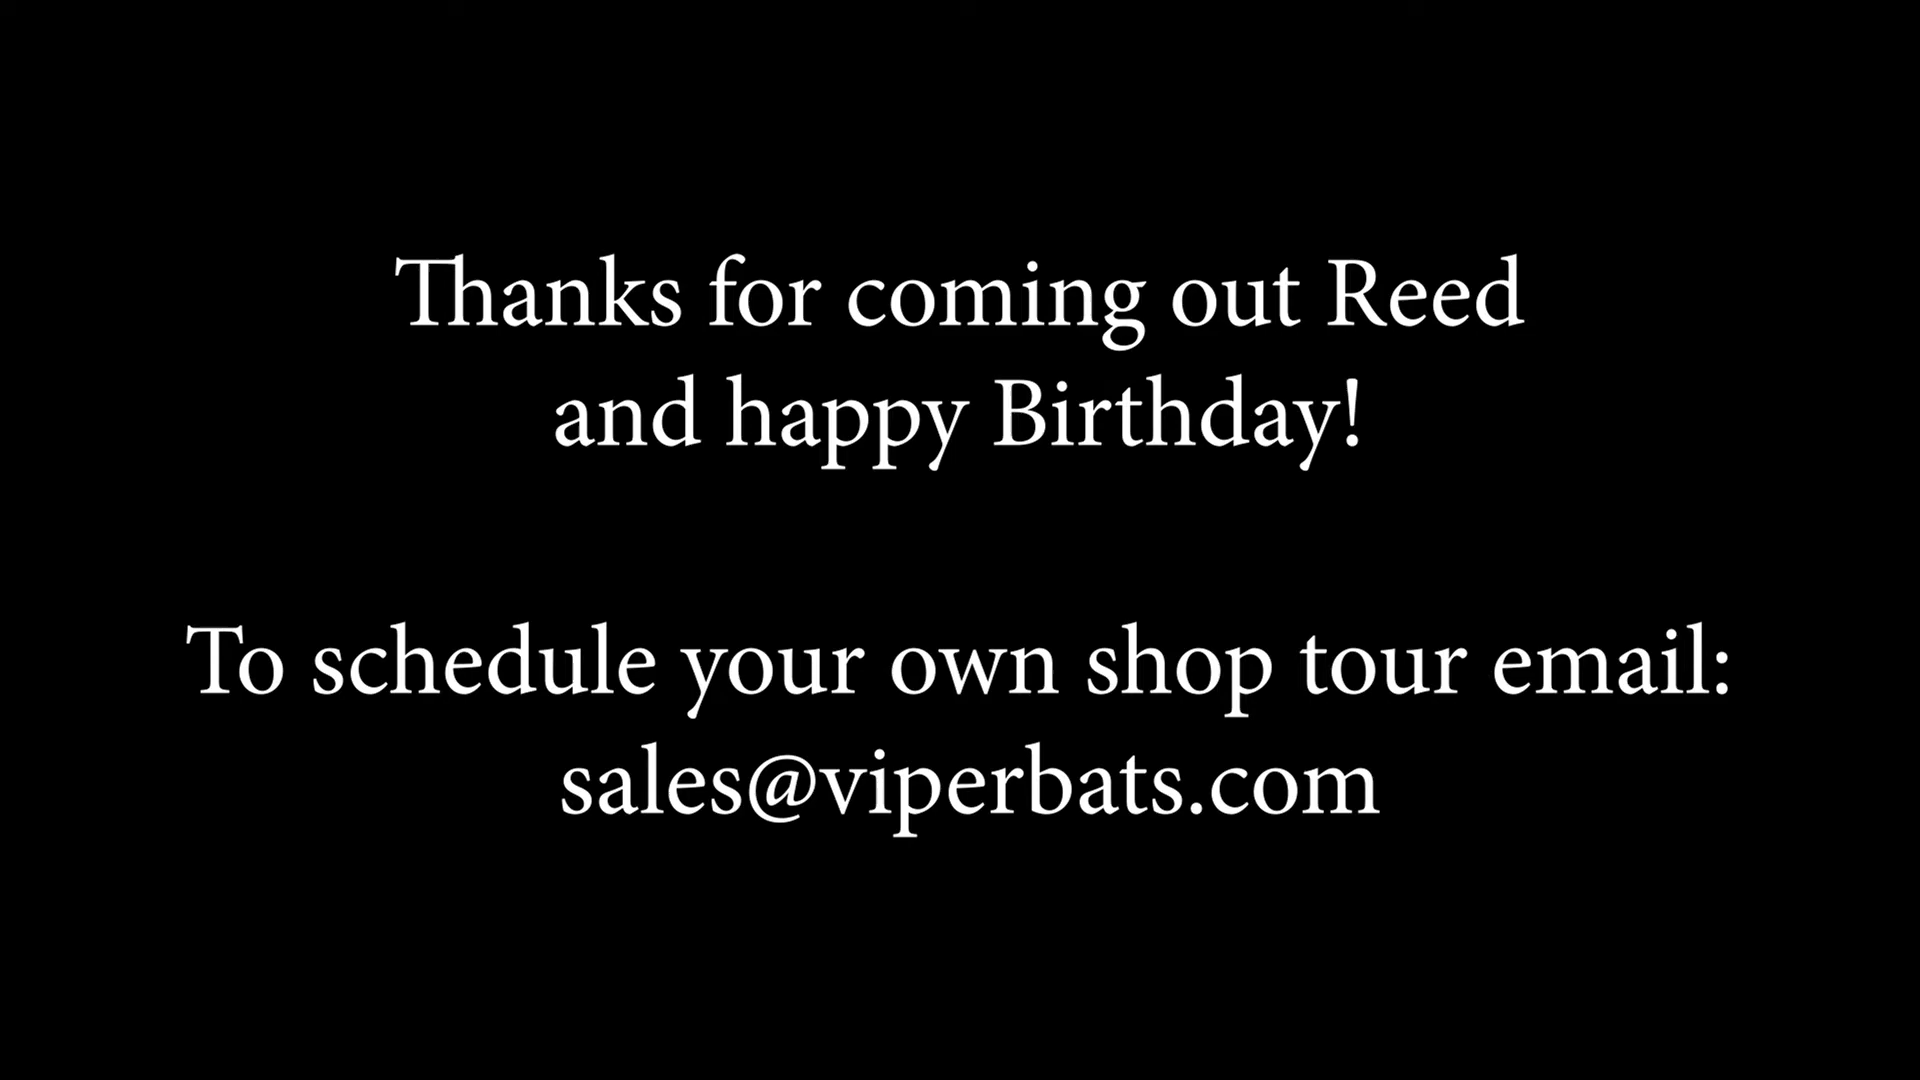 Thanks for coming out Reed
and happy Birthday!
To schedule your own shop tour email:
sales@viperbats.com